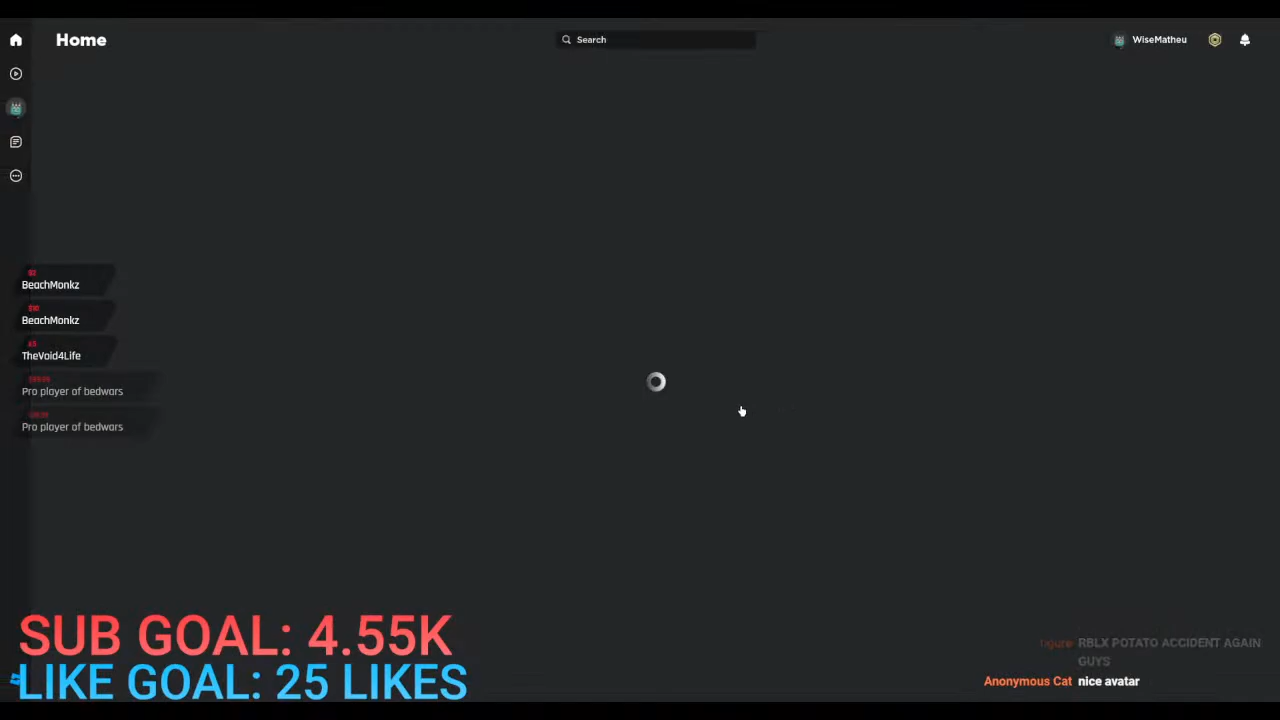 Home
Search
WiseMatheu
BeachMonkz
BeachMonkz
TheVoid4Life
Pro player of bedwars
Pro player of bedwars
SUB GOAL: 4.55K
LIKE GOAL: 25 LIKES
RBLX POTATO ACCIDENT AGAIN
GUYS
Anonymous Cat nice avatar